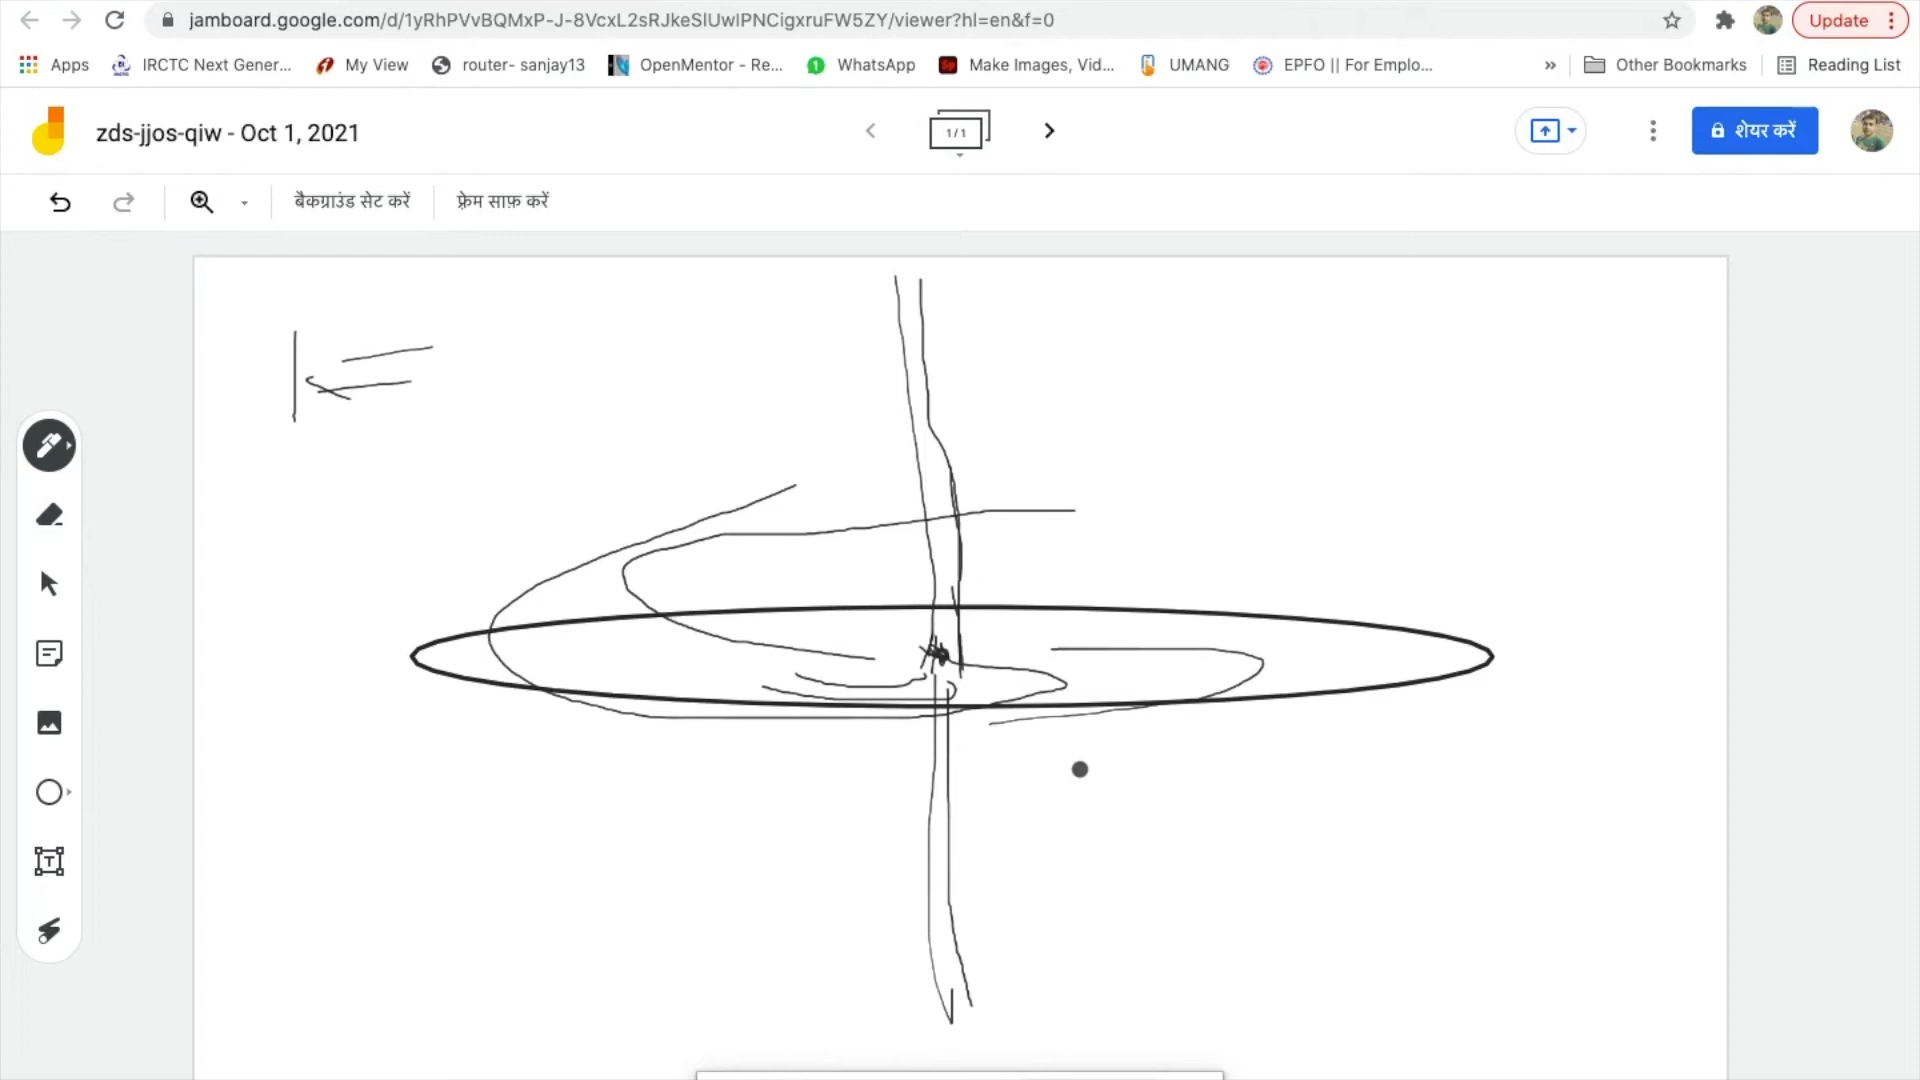 jamboard.google.com/d/1yRhPVvBQMxP-J-8VcxL2sRJkeSlUwlPNCigxruFW5ZY/viewer?hl=en&f=0
Update
Apps
IRCTC Next Gener...
My View
router- sanjay13
OpenMentor - Re...
1
WhatsApp
Sp
Make Images, Vid...
UMANG
EPFO || For Emplo...
»
Other Bookmarks
Reading List
zds-jjos-qiw - Oct 1, 2021
1/1
शेयर करें
बैकग्राउंड सेट करें
फ़्रेम साफ़ करें